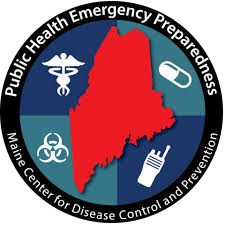 Public Health Emergency Preparedness
Maine Center for Disease Control and Prevention